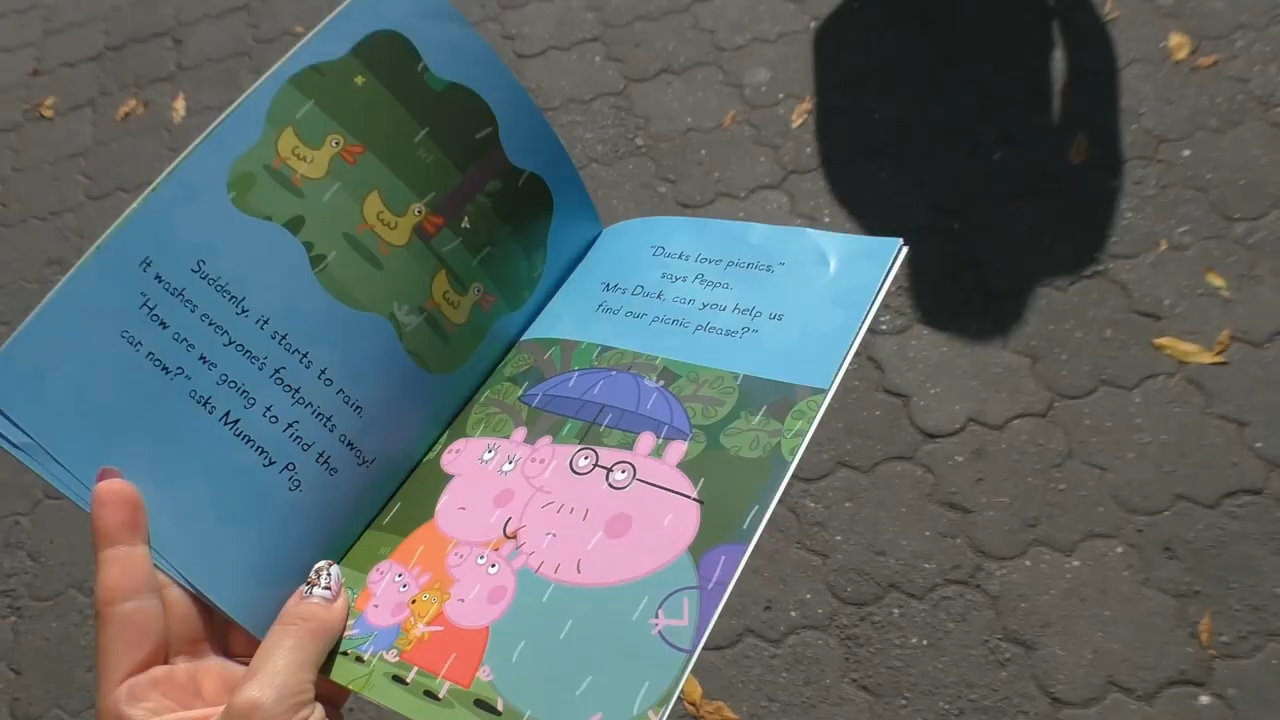 Suddenly, it starts to rain.
It washes everyone's footprints away!
"How are we going to find the
car, now?" asks Mummy Pig.
"Ducks love picnics,"
says Peppa.
"Mrs Duck, can you help us
find our picnic please?"